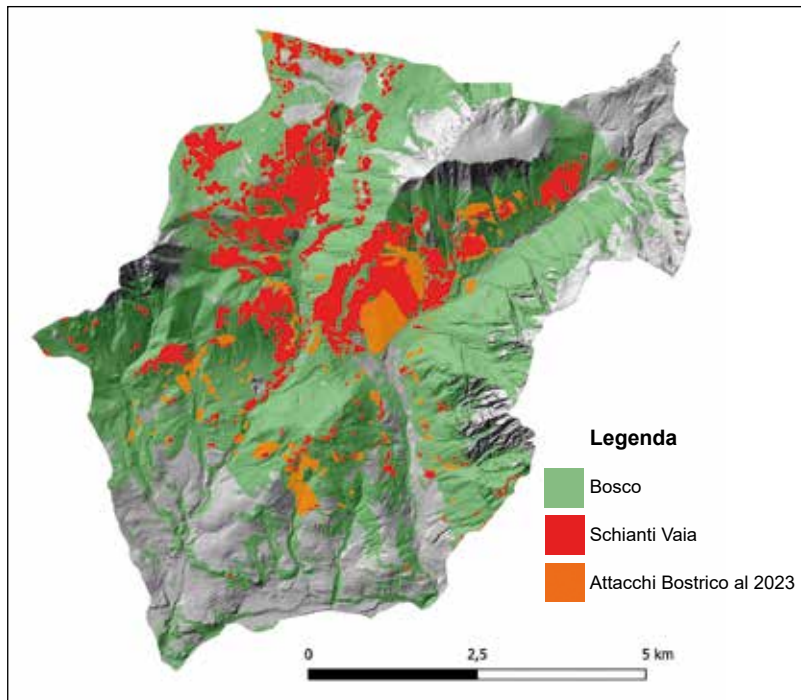 Legenda
Bosco
Schianti Vaia
Attacchi Bostrico al 2023
0 2,5 5 km